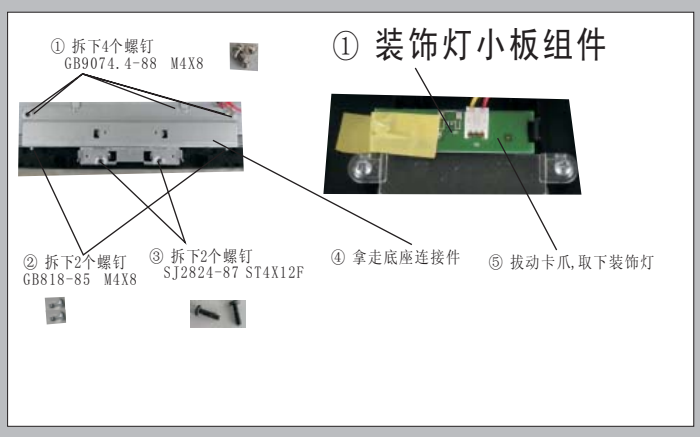 ① 装饰灯小板组件
① 拆下4个螺钉
GB9074.4-88 M4X8
② 拆下2个螺钉
GB818-85 M4X8
③ 拆下2个螺钉
SJ2824-87 ST4X12F
④ 拿走底座连接件
⑤ 拔动卡爪,取下装饰灯